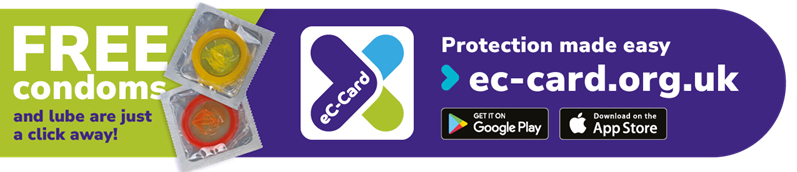 FREE
condoms
and lube are just
a click away!
eC-Card
Protection made easy
ec-card.org.uk
GET IT ON
Google Play
Download on the
App Store